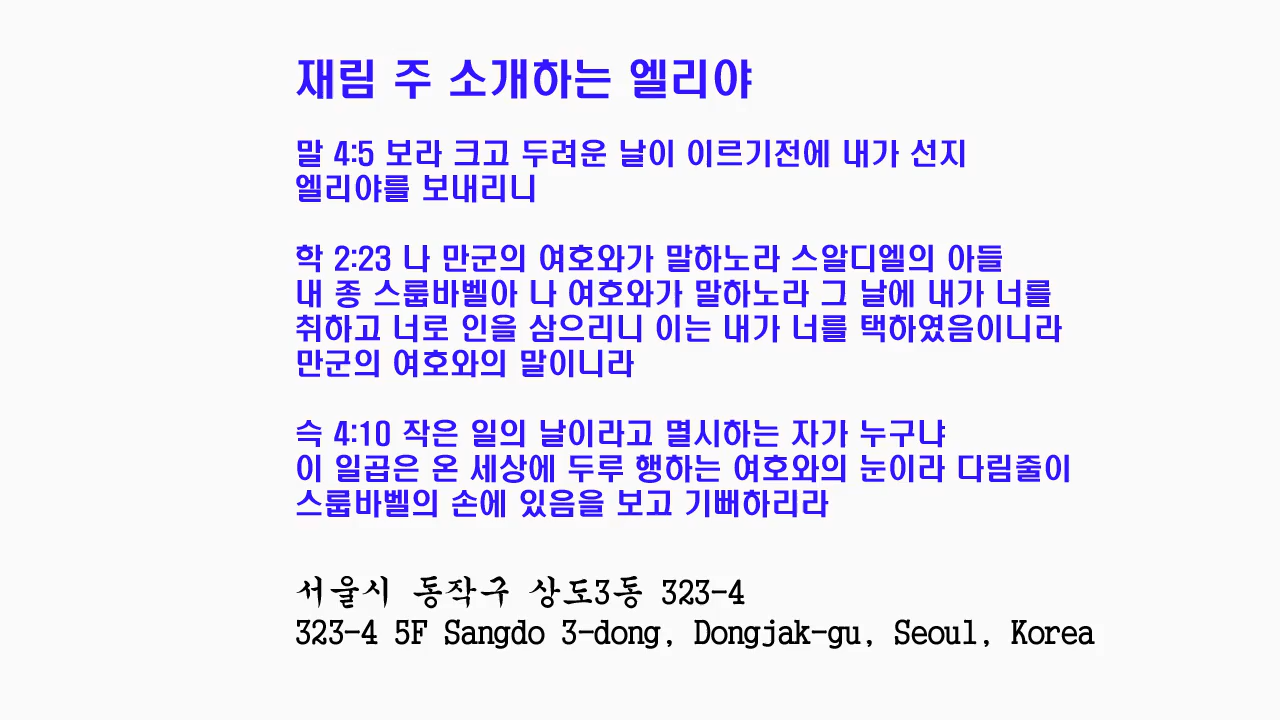 재림 주 소개하는 엘리야
말 4:5 보라 크고 두려운 날이 이르기전에 내가 선지
엘리야를 보내리니
학 2:23 나 만군의 여호와가 말하노라 스알디엘의 아들
내 종 스룹바벨아 나 여호와가 말하노라 그 날에 내가 너를
취하고 너로 인을 삼으리니 이는 내가 너를 택하였음이니라
만군의 여호와의 말이니라
슥 4:10 작은 일의 날이라고 멸시하는 자가 누구냐
이 일곱은 온 세상에 두루 행하는 여호와의 눈이라 다림줄이
스룹바벨의 손에 있음을 보고 기뻐하리라
서울시 동작구 상도3동 323-4
323-4 5F Sangdo 3-dong, Dongjak-gu, Seoul, Korea